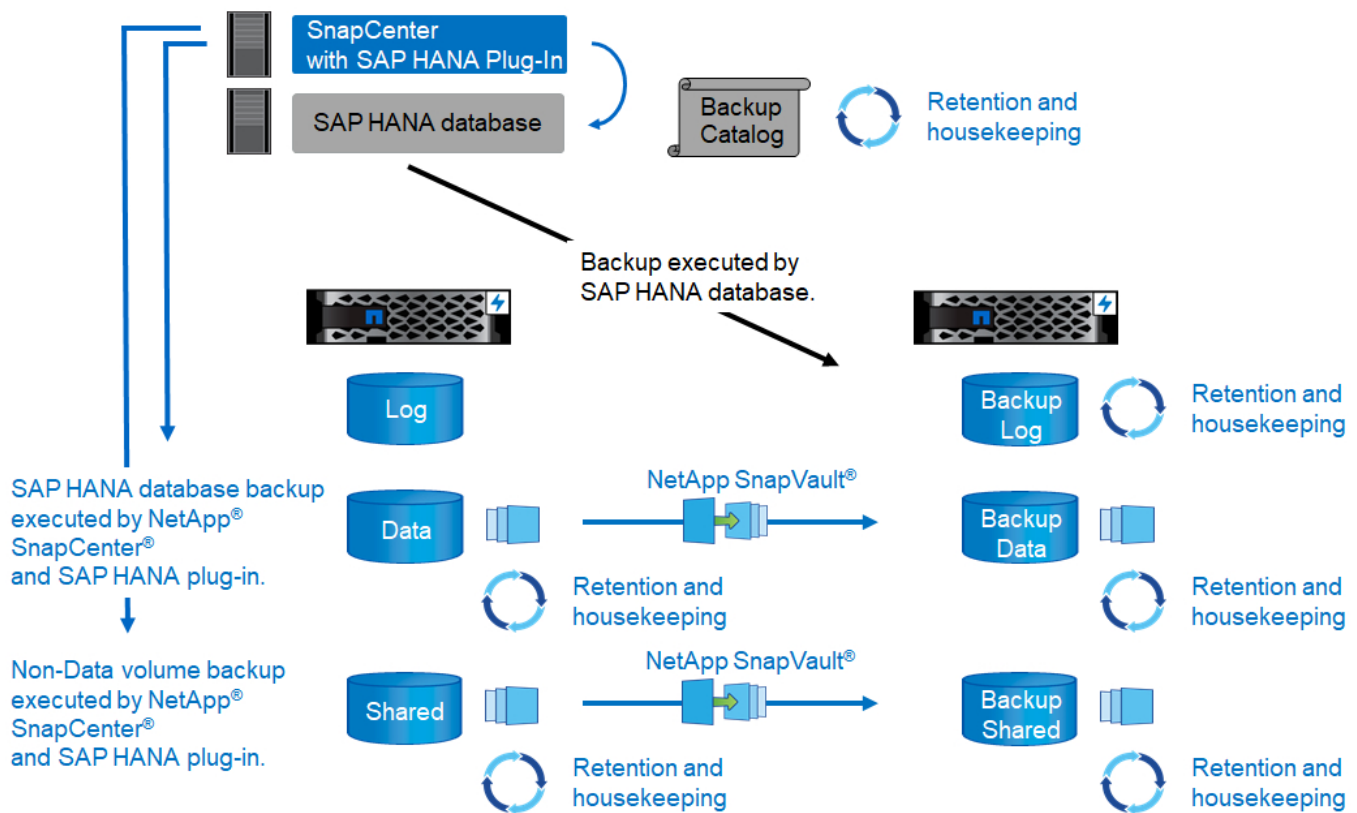 SnapCenter
with SAP HANA Plug-In
SAP HANA database
Backup
Catalog
Retention and
housekeeping
Backup executed by
SAP HANA database.
Log
Backup
Log
Retention and
housekeeping
SAP HANA database backup
executed by NetApp®
SnapCenter®
and SAP HANA plug-in.
Data
NetApp SnapVault®
Backup
Data
Retention and
housekeeping
Retention and
housekeeping
Non-Data volume backup
executed by NetApp®
SnapCenter®
and SAP HANA plug-in.
Shared
NetApp SnapVault®
Backup
Shared
Retention and
housekeeping
Retention and
housekeeping